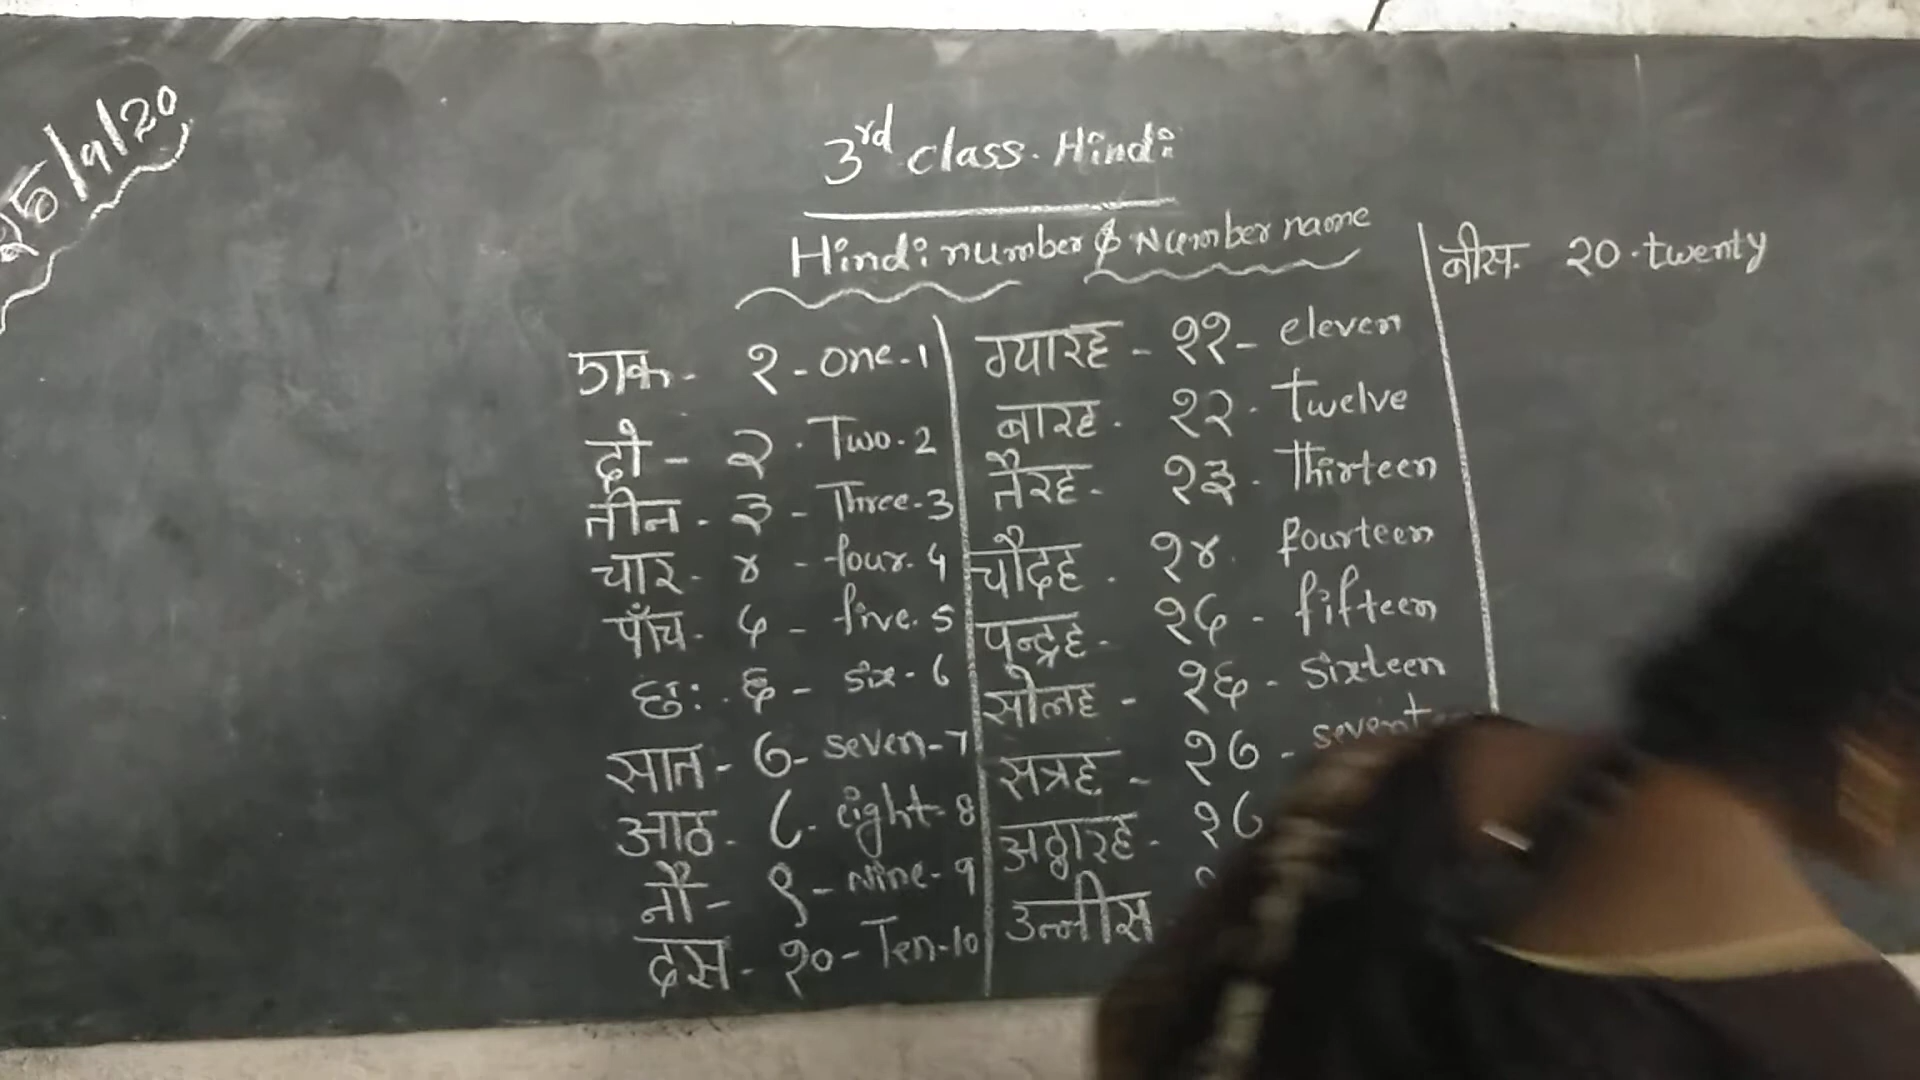 25/9/20
3rd class. Hindi
Hindi number & Number name
एक - १ - one - 1
दो - २ . Two - 2
तीन - ३ - Three - 3
चार - ४ - four - 4
पाँच - ५ - five. 5
छः - ६ - six - 6
सात - ७ - seven - 7
आठ - ८ - eight - 8
नौ - ९ - Nine - 9
दस - १० - Ten - 10
ग्यारह - ११ - eleven
बारह - १२ - Twelve
तैरह - १३ - Thirteen
चौदह - १४ . fourteen
पन्द्रह - १५ - fifteen
सोलह - १६ - sixteen
सत्रह - १७ -
अठ्ठारह -
उन्नीस -
बीस. २० . twenty